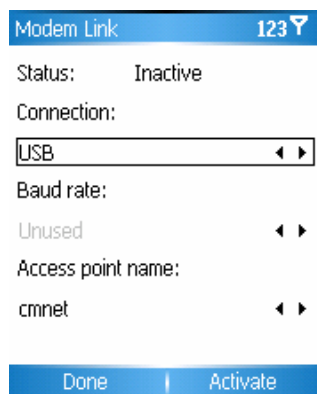 Modem Link 123
Status: Inactive
Connection:
USB
Baud rate:
Unused
Access point name:
cmnet
Done Activate